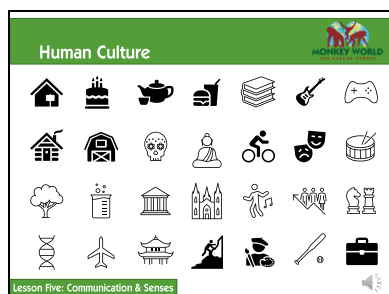 Human Culture
MONKEY WORLD
APE RESCUE CENTRE
Lesson Five: Communication & Senses